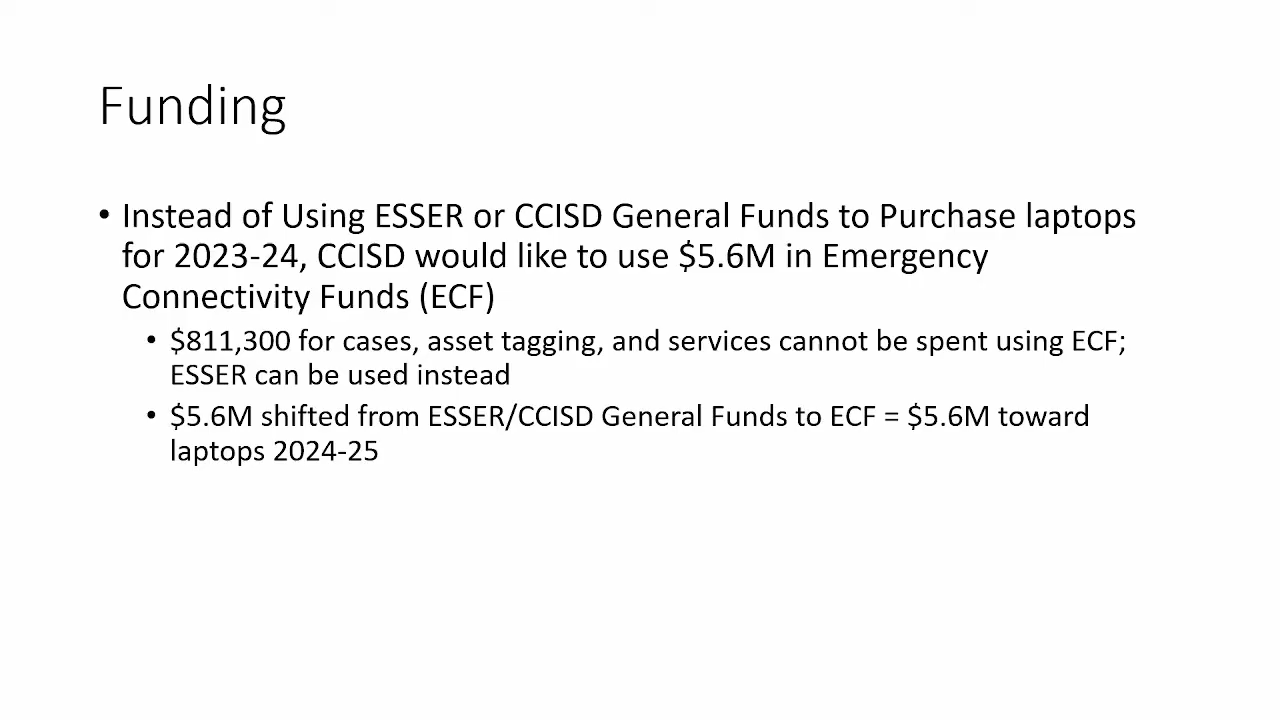 Funding
• Instead of Using ESSER or CCISD General Funds to Purchase laptops
for 2023-24, CCISD would like to use $5.6M in Emergency
Connectivity Funds (ECF)
• $811,300 for cases, asset tagging, and services cannot be spent using ECF;
ESSER can be used instead
• $5.6M shifted from ESSER/CCISD General Funds to ECF = $5.6M toward
laptops 2024-25